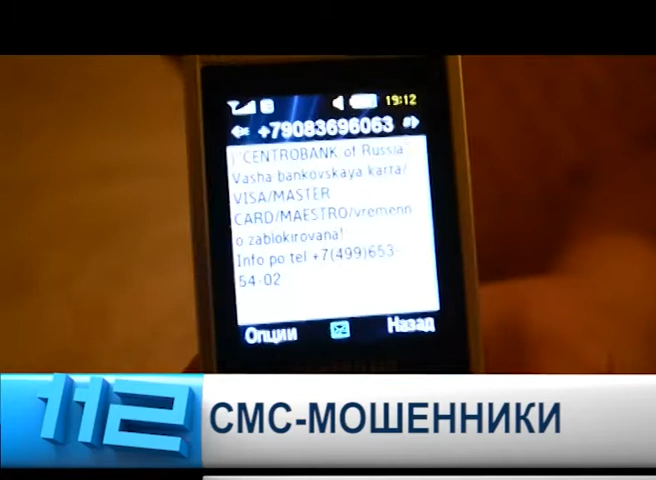 19:12
+79083696063
) CENTROBANK of Russia
Vasha bankovskaya karta/
VISA/MASTER
CARD/MAESTRO/vremenn
o zablokirovana!
Info po tel +7(499)653-
54-02
Опции Назад
112 СМС-МОШЕННИКИ